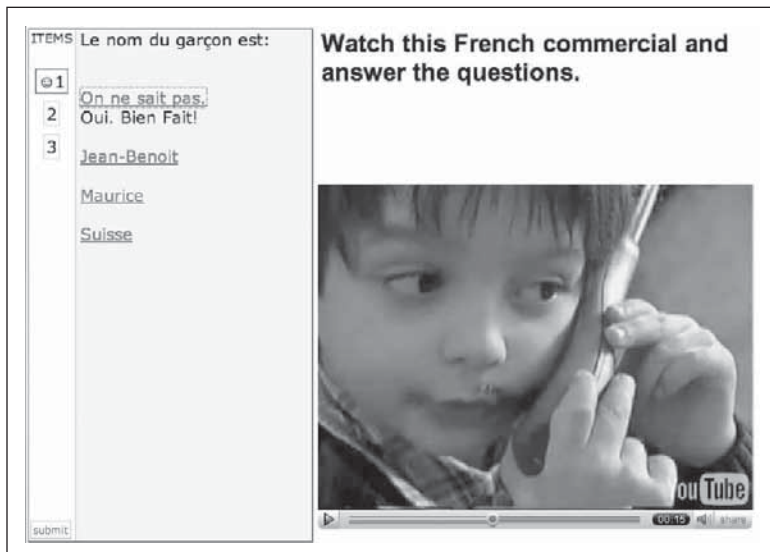 ITEMS
Le nom du garçon est:
☺1
2
3
On ne sait pas.
Oui. Bien Fait!
Jean-Benoit
Maurice
Suisse
submit
Watch this French commercial and
answer the questions.
ou Tube
00:15
share